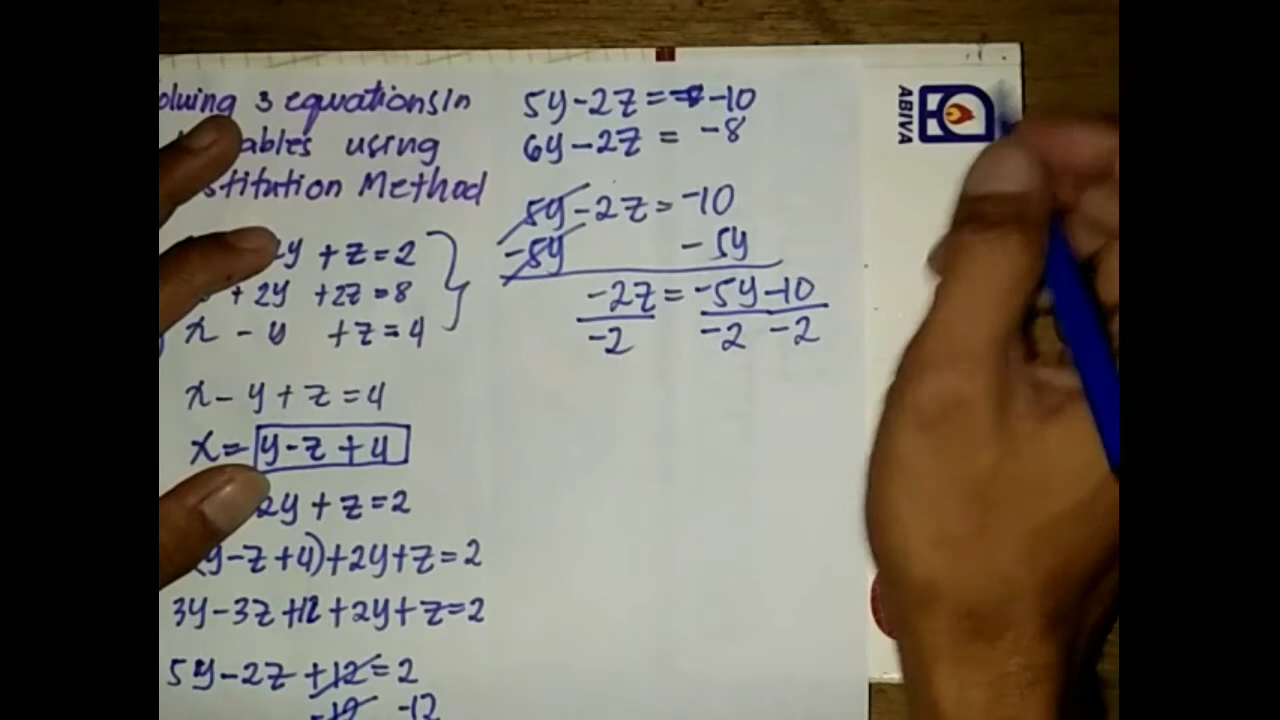 olving 3 equations in
ables using
stitution Method
y + z = 2
+ 2y + 2z = 8
x - y + z = 4
x - y + z = 4
x = y - z + 4
2y + z = 2
(y - z + 4) + 2y + z = 2
3y - 3z + 12 + 2y + z = 2
5y - 2z + 12 = 2
-12 -12
5y - 2z = -10
6y - 2z = -8
5y - 2z = -10
-5y - 5y
-2z = -5y - 10
-2 -2 -2
ABIVA